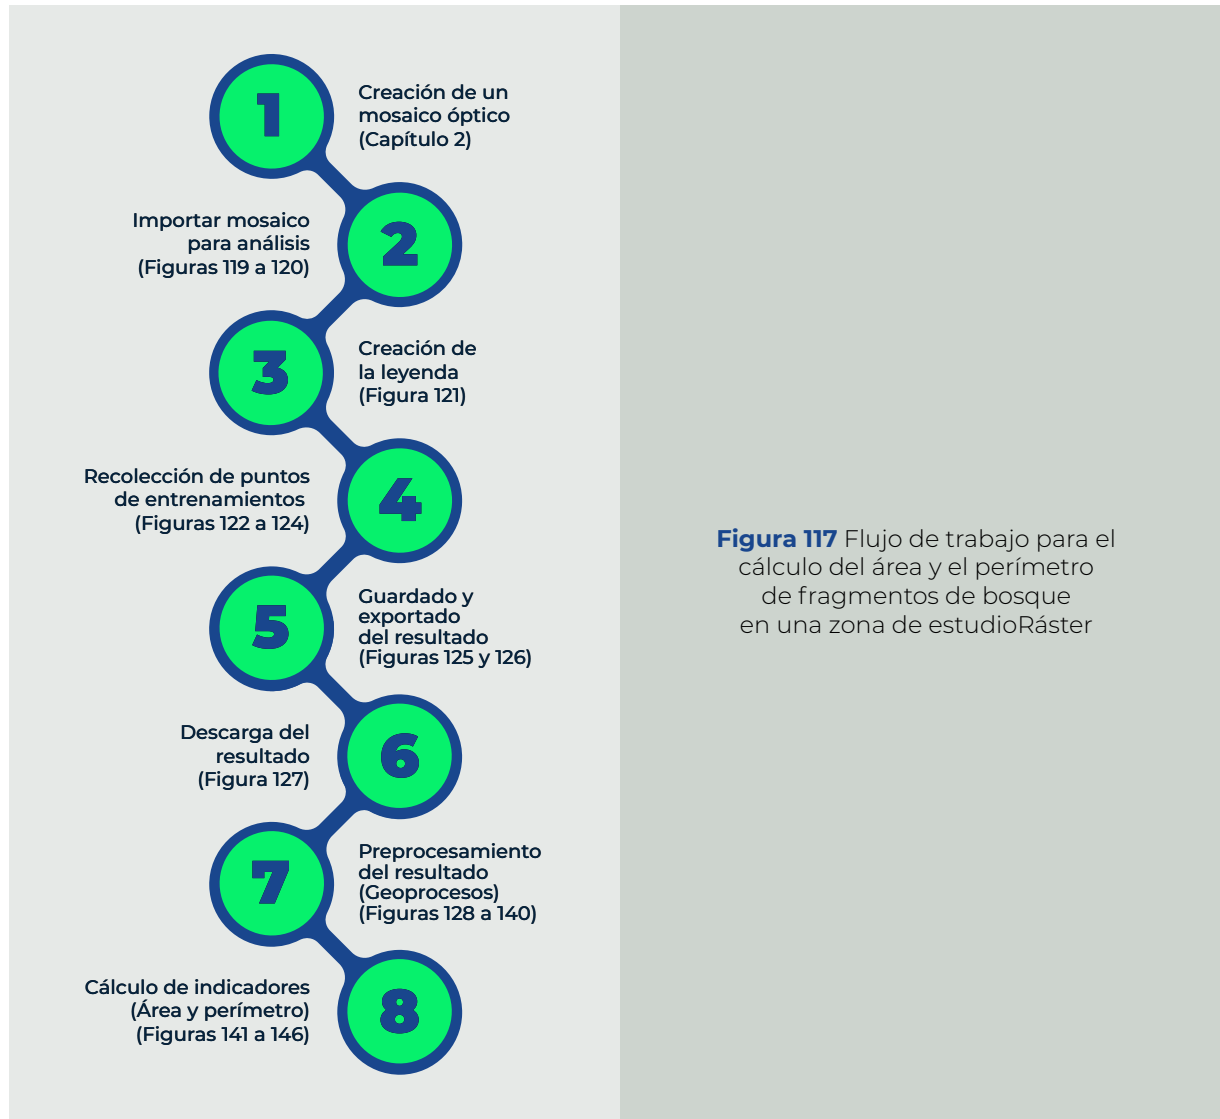 1
Creación de un
mosaico óptico
(Capítulo 2)
2
Importar mosaico
para análisis
(Figuras 119 a 120)
3
Creación de
la leyenda
(Figura 121)
4
Recolección de puntos
de entrenamientos
(Figuras 122 a 124)
5
Guardado y
exportado
del resultado
(Figuras 125 y 126)
6
Descarga del
resultado
(Figura 127)
7
Preprocesamiento
del resultado
(Geoprocesos)
(Figuras 128 a 140)
8
Cálculo de indicadores
(Área y perímetro)
(Figuras 141 a 146)
Figura 117 Flujo de trabajo para el
cálculo del área y el perímetro
de fragmentos de bosque
en una zona de estudioRáster